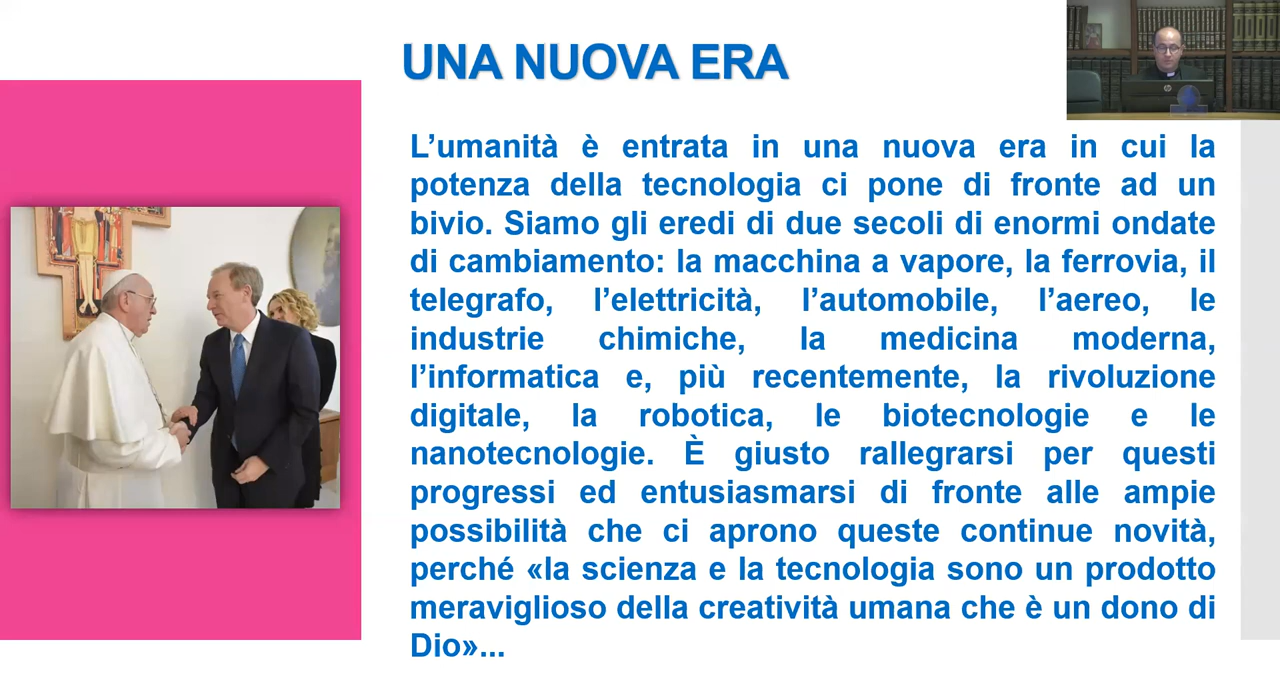 UNA NUOVA ERA
L’umanità è entrata in una nuova era in cui la
potenza della tecnologia ci pone di fronte ad un
bivio. Siamo gli eredi di due secoli di enormi ondate
di cambiamento: la macchina a vapore, la ferrovia, il
telegrafo, l’elettricità, l’automobile, l’aereo, le
industrie chimiche, la medicina moderna,
l’informatica e, più recentemente, la rivoluzione
digitale, la robotica, le biotecnologie e le
nanotecnologie. È giusto rallegrarsi per questi
progressi ed entusiasmarsi di fronte alle ampie
possibilità che ci aprono queste continue novità,
perché «la scienza e la tecnologia sono un prodotto
meraviglioso della creatività umana che è un dono di
Dio»...